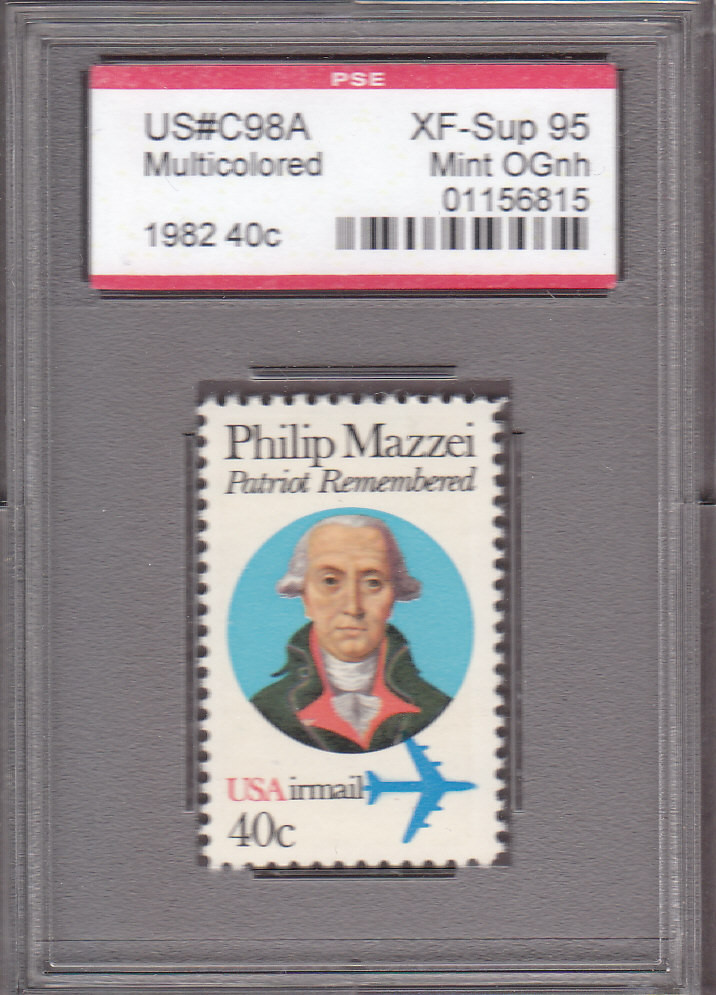 PSE
US#C98A XF-Sup 95
Multicolored Mint OGnh
01156815
1982 40c
Philip Mazzei
Patriot Remembered
USAirmail
40c